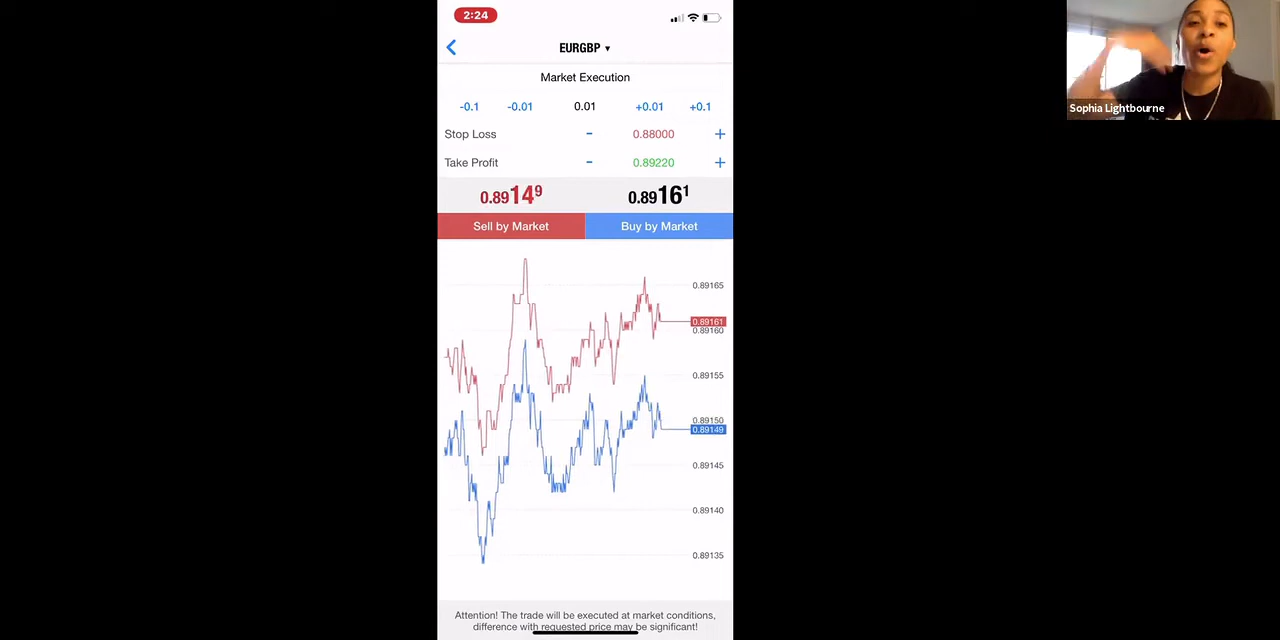 2:24
EURGBP ▼
Market Execution
-0.1 -0.01 0.01 +0.01 +0.1
Stop Loss - 0.88000 +
Take Profit - 0.89220 +
0.89149 0.89161
Sell by Market Buy by Market
0.89165
0.89161
0.89160
0.89155
0.89150
0.89149
0.89145
0.89140
0.89135
Attention! The trade will be executed at market conditions,
difference with requested price may be significant!
Sophia Lightbourne